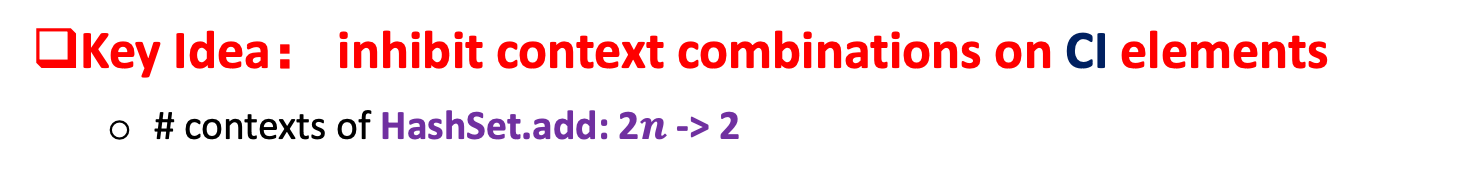 ❑Key Idea： inhibit context combinations on CI elements
○ # contexts of HashSet.add: 2n -> 2